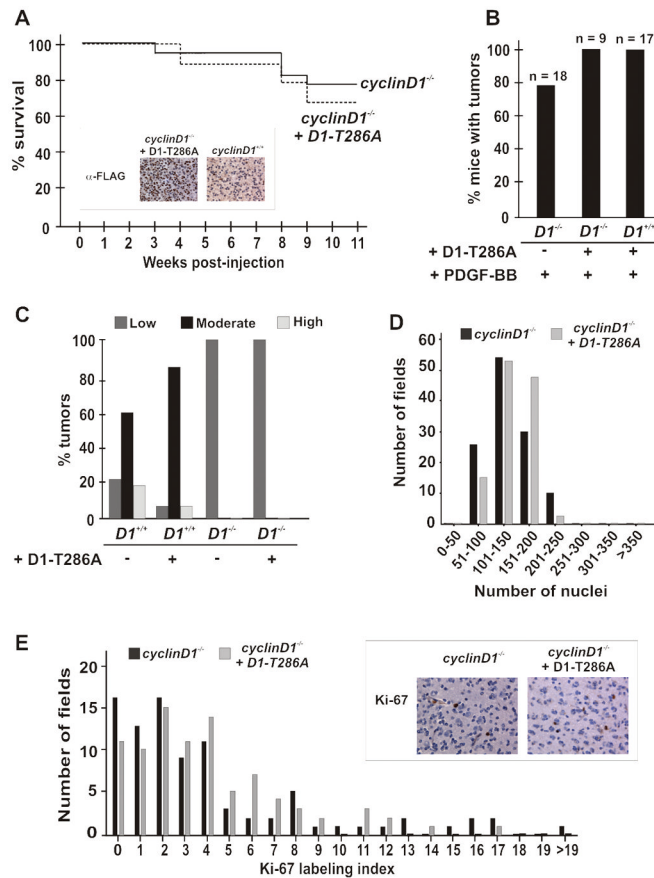 A
100
80
60
40
20
0
% survival
cyclinD1-/-
cyclinD1-/-
+ D1-T286A
cyclinD1-/-
+ D1-T286A
cyclinD1+/+
α-FLAG
0 1 2 3 4 5 6 7 8 9 10 11
Weeks post-injection
B
n = 18
n = 9
n = 17
100
80
60
40
20
0
% mice with tumors
D1-/- D1-/- D1+/+
+ D1-T286A - + +
+ PDGF-BB + + +
C
Low Moderate High
100
80
60
40
20
0
% tumors
D1+/+ D1+/+ D1-/- D1-/-
+ D1-T286A - + - +
D
cyclinD1-/-
cyclinD1-/-
+ D1-T286A
60
50
40
30
20
10
0
Number of fields
0-50
51-100
101-150
151-200
201-250
251-300
301-350
>350
Number of nuclei
E
cyclinD1-/-
cyclinD1-/-
+ D1-T286A
20
15
10
5
0
Number of fields
Ki-67
cyclinD1-/-
cyclinD1-/-
+ D1-T286A
0 1 2 3 4 5 6 7 8 9 10 11 12 13 14 15 16 17 18 19 >19
Ki-67 labeling index